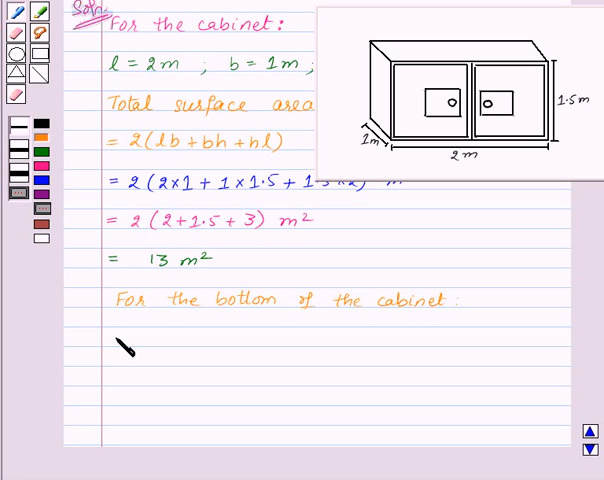 Soln
For the cabinet:
l = 2m ; b = 1m ;
Total surface area
= 2(lb + bh + hl)
= 2 (2×1 + 1×1.5 + 1.5×2) m
= 2 (2+1.5+3) m²
= 13 m²
For the bottom of the cabinet:
1.5m
1m
2m